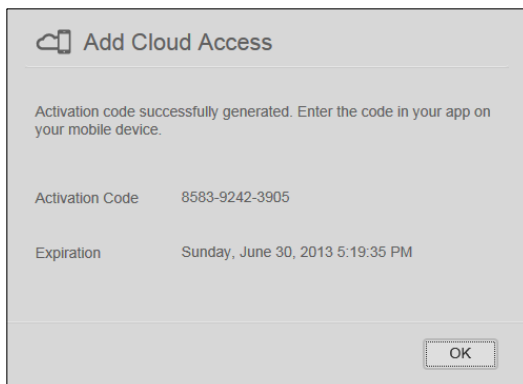 Add Cloud Access
Activation code successfully generated. Enter the code in your app on
your mobile device.
Activation Code 8583-9242-3905
Expiration Sunday, June 30, 2013 5:19:35 PM
OK